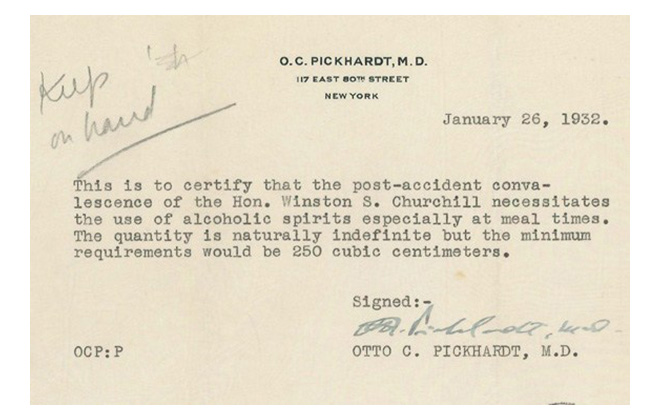 Keep
on hand
O. C. PICKHARDT, M. D.
117 EAST 80TH STREET
NEW YORK
January 26, 1932.
This is to certify that the post-accident conva-
lescence of the Hon. Winston S. Churchill necessitates
the use of alcoholic spirits especially at meal times.
The quantity is naturally indefinite but the minimum
requirements would be 250 cubic centimeters.
Signed:-
OCP:P
OTTO C. PICKHARDT, M.D.